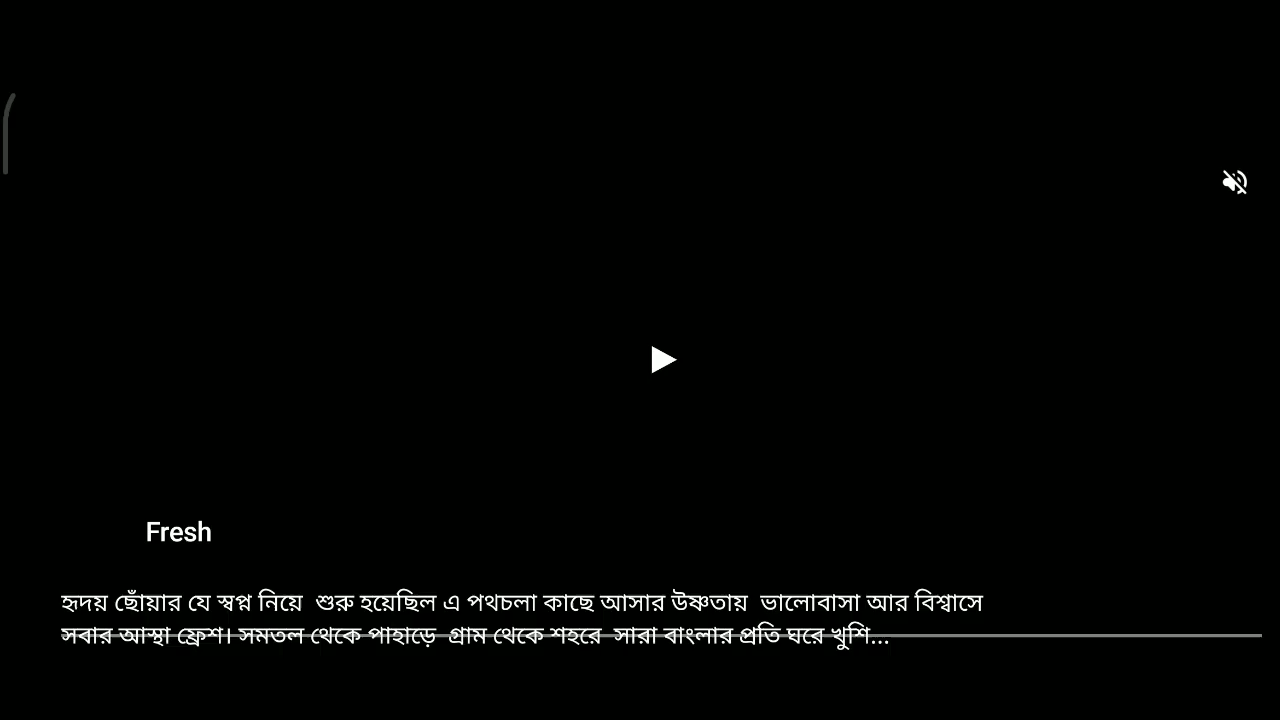 Fresh
হৃদয় ছোঁয়ার যে স্বপ্ন নিয়ে শুরু হয়েছিল এ পথচলা কাছে আসার উষ্ণতায় ভালোবাসা আর বিশ্বাসে
সবার আস্থা ফ্রেশ। সমতল থেকে পাহাড়ে গ্রাম থেকে শহরে সারা বাংলার প্রতি ঘরে খুশি...